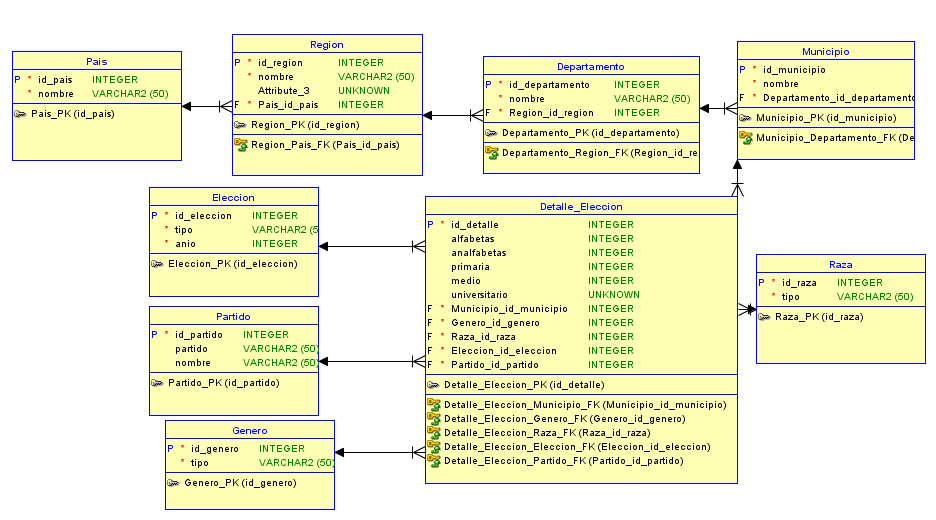 Pais
P * id_pais INTEGER
* nombre VARCHAR2 (50)
Pais_PK (id_pais)
Region
P * id_region INTEGER
* nombre VARCHAR2 (50)
Attribute_3 UNKNOWN
F * Pais_id_pais INTEGER
Region_PK (id_region)
Region_Pais_FK (Pais_id_pais)
Departamento
P * id_departamento INTEGER
* nombre VARCHAR2 (50)
F * Region_id_region INTEGER
Departamento_PK (id_departamento)
Departamento_Region_FK (Region_id_re
Municipio
P * id_municipio
* nombre
F * Departamento_id_departamento
Municipio_PK (id_municipio)
Municipio_Departamento_FK (De
Eleccion
P * id_eleccion INTEGER
* tipo VARCHAR2 (5
* anio INTEGER
Eleccion_PK (id_eleccion)
Partido
P * id_partido INTEGER
partido VARCHAR2 (50)
* nombre VARCHAR2 (50)
Partido_PK (id_partido)
Genero
P * id_genero INTEGER
* tipo VARCHAR2 (50)
Genero_PK (id_genero)
Detalle_Eleccion
P * id_detalle INTEGER
alfabetas INTEGER
analfabetas INTEGER
primaria INTEGER
medio INTEGER
universitario UNKNOWN
F * Municipio_id_municipio INTEGER
F * Genero_id_genero INTEGER
F * Raza_id_raza INTEGER
F * Eleccion_id_eleccion INTEGER
F * Partido_id_partido INTEGER
Detalle_Eleccion_PK (id_detalle)
Detalle_Eleccion_Municipio_FK (Municipio_id_municipio)
Detalle_Eleccion_Genero_FK (Genero_id_genero)
Detalle_Eleccion_Raza_FK (Raza_id_raza)
Detalle_Eleccion_Eleccion_FK (Eleccion_id_eleccion)
Detalle_Eleccion_Partido_FK (Partido_id_partido)
Raza
P * id_raza INTEGER
* tipo VARCHAR2 (50)
Raza_PK (id_raza)